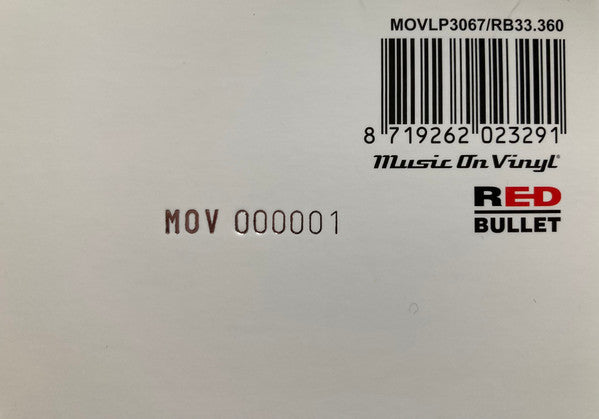 MOVLP3067/RB33.360
8 719262 023291
Music On Vinyl®
RED
BULLET
MOV 000001